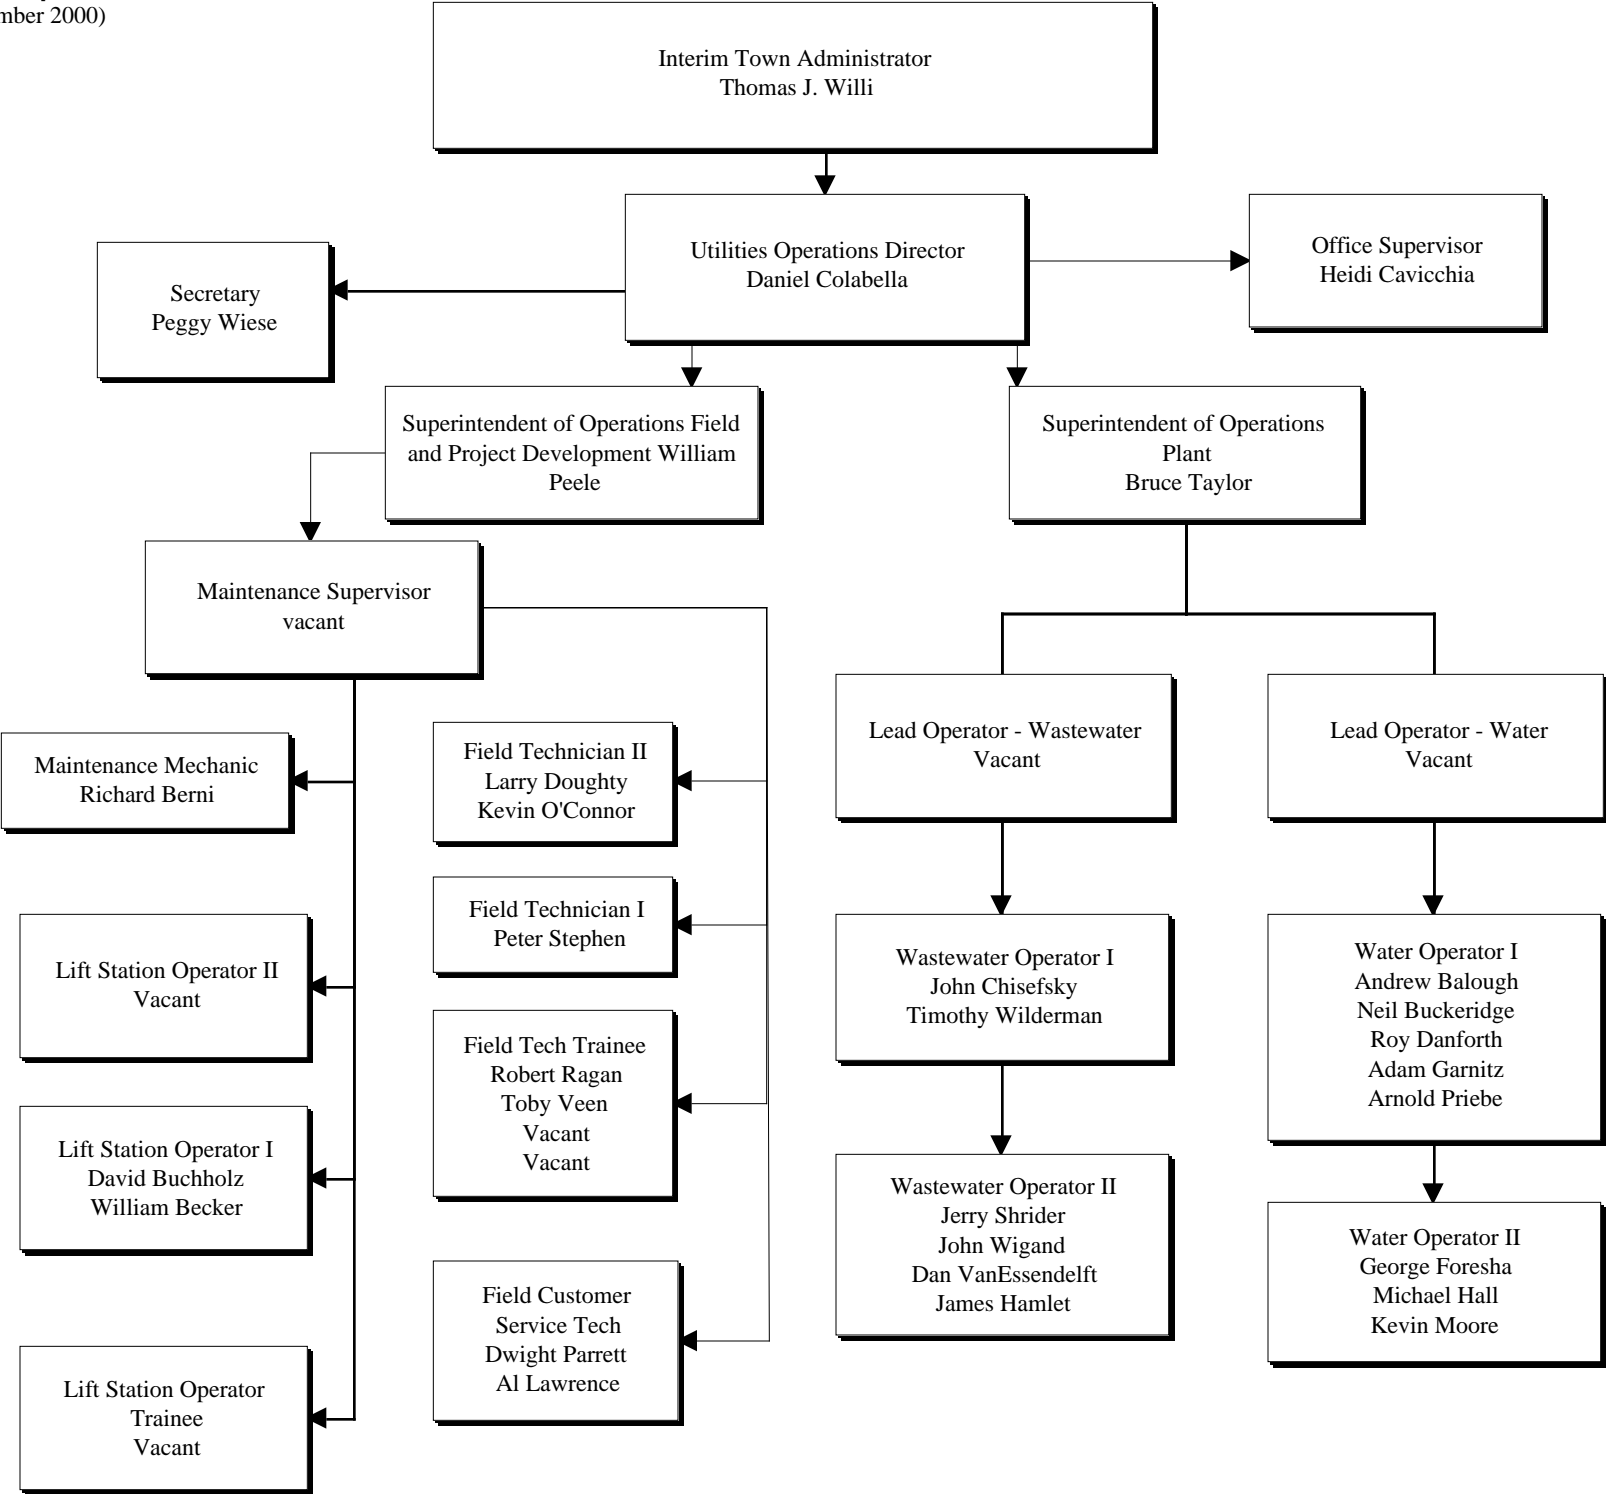 2000)
Interim Town Administrator
Thomas J. Willi
Utilities Operations Director
Daniel Colabella
Office Supervisor
Heidi Cavicchia
Secretary
Peggy Wiese
Superintendent of Operations Field
and Project Development William
Peele
Superintendent of Operations
Plant
Bruce Taylor
Maintenance Supervisor
vacant
Maintenance Mechanic
Richard Berni
Lift Station Operator II
Vacant
Lift Station Operator I
David Buchholz
William Becker
Lift Station Operator
Trainee
Vacant
Field Technician II
Larry Doughty
Kevin O'Connor
Field Technician I
Peter Stephen
Field Tech Trainee
Robert Ragan
Toby Veen
Vacant
Vacant
Field Customer
Service Tech
Dwight Parrett
Al Lawrence
Lead Operator - Wastewater
Vacant
Wastewater Operator I
John Chisefsky
Timothy Wilderman
Wastewater Operator II
Jerry Shrider
John Wigand
Dan VanEssendelft
James Hamlet
Lead Operator - Water
Vacant
Water Operator I
Andrew Balough
Neil Buckeridge
Roy Danforth
Adam Garnitz
Arnold Priebe
Water Operator II
George Foresha
Michael Hall
Kevin Moore